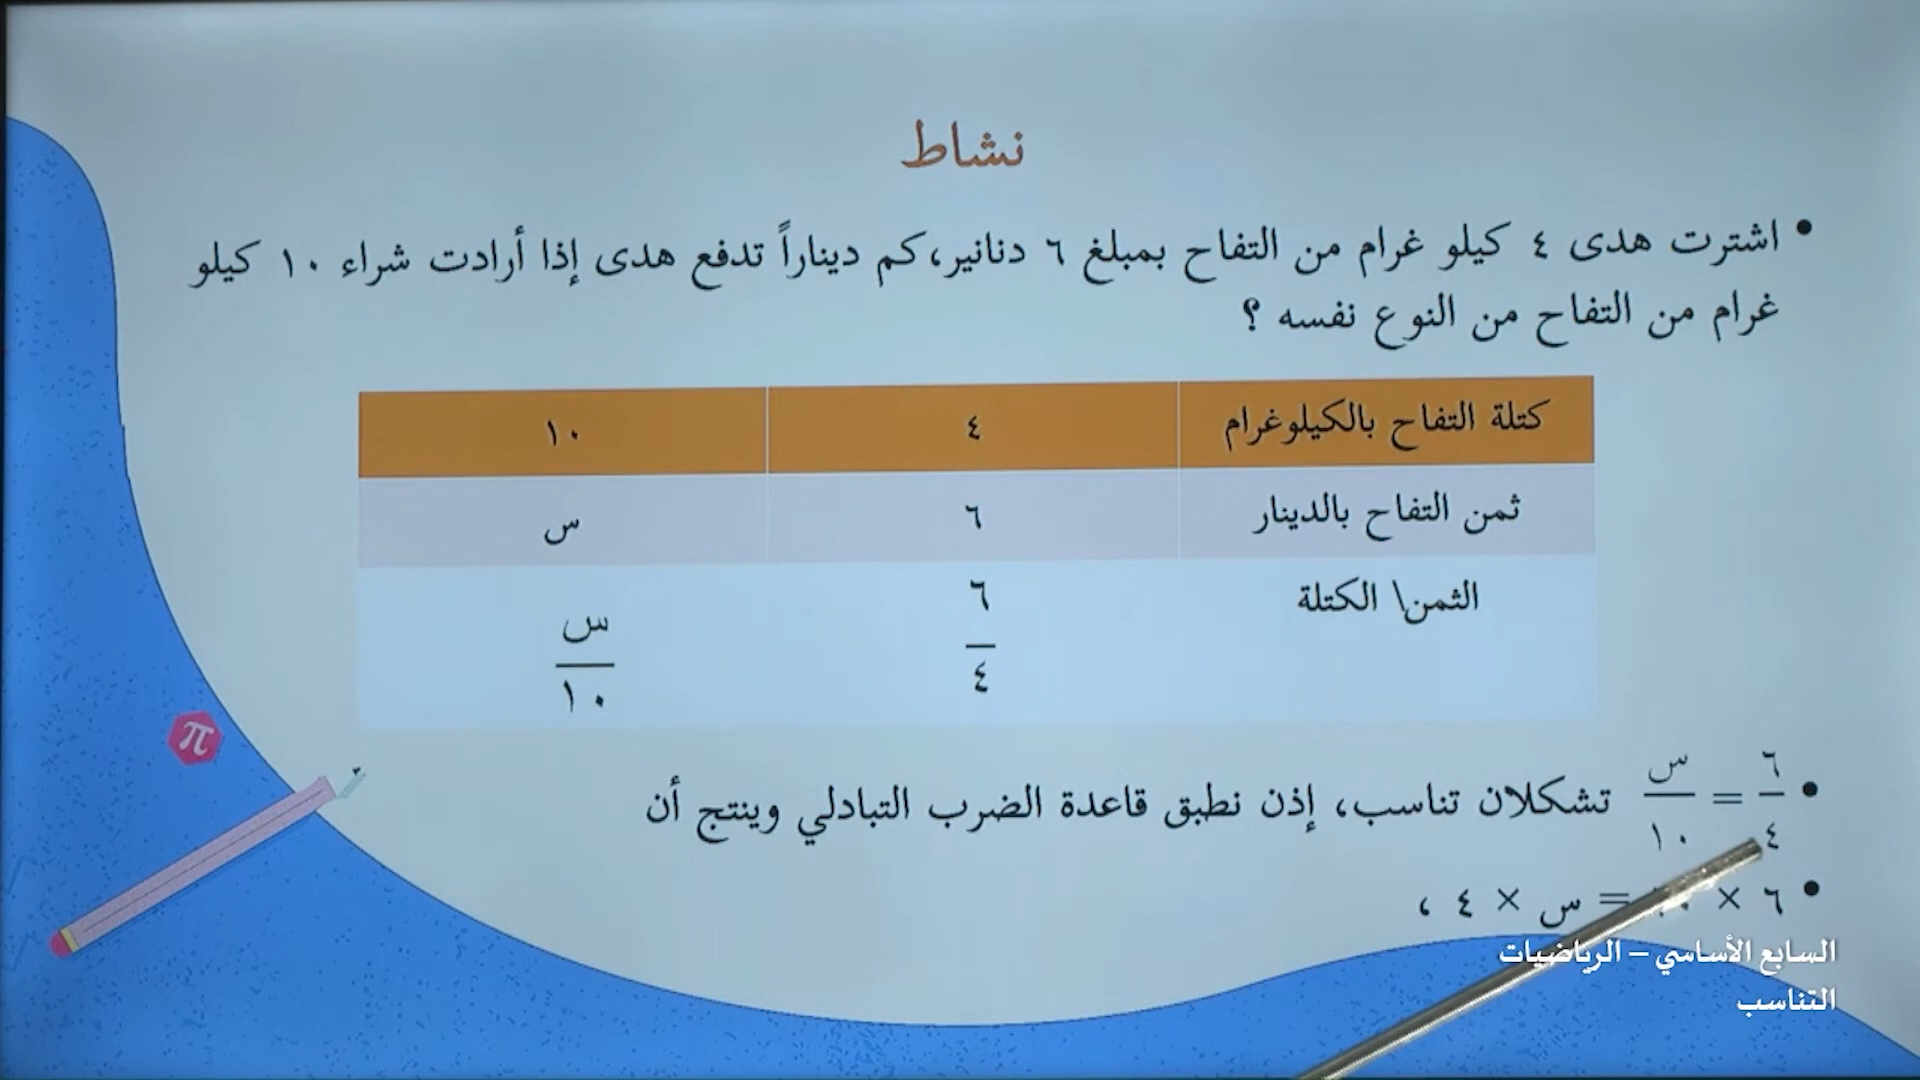 نشاط
• اشترت هدى ٤ كيلو غرام من التفاح بمبلغ ٦ دنانير،كم ديناراً تدفع هدى إذا أرادت شراء ١٠ كيلو
غرام من التفاح من النوع نفسه ؟
كتلة التفاح بالكيلوغرام ٤ ١٠
ثمن التفاح بالدينار ٦ س
الثمن\ الكتلة ٦/٤ س/١٠
• ٦/٤ = س/١٠ تشكلان تناسب، إذن نطبق قاعدة الضرب التبادلي وينتج أن
• ٦ × = س × ٤ ،
السابع الأساسي – الرياضيات
التناسب
π